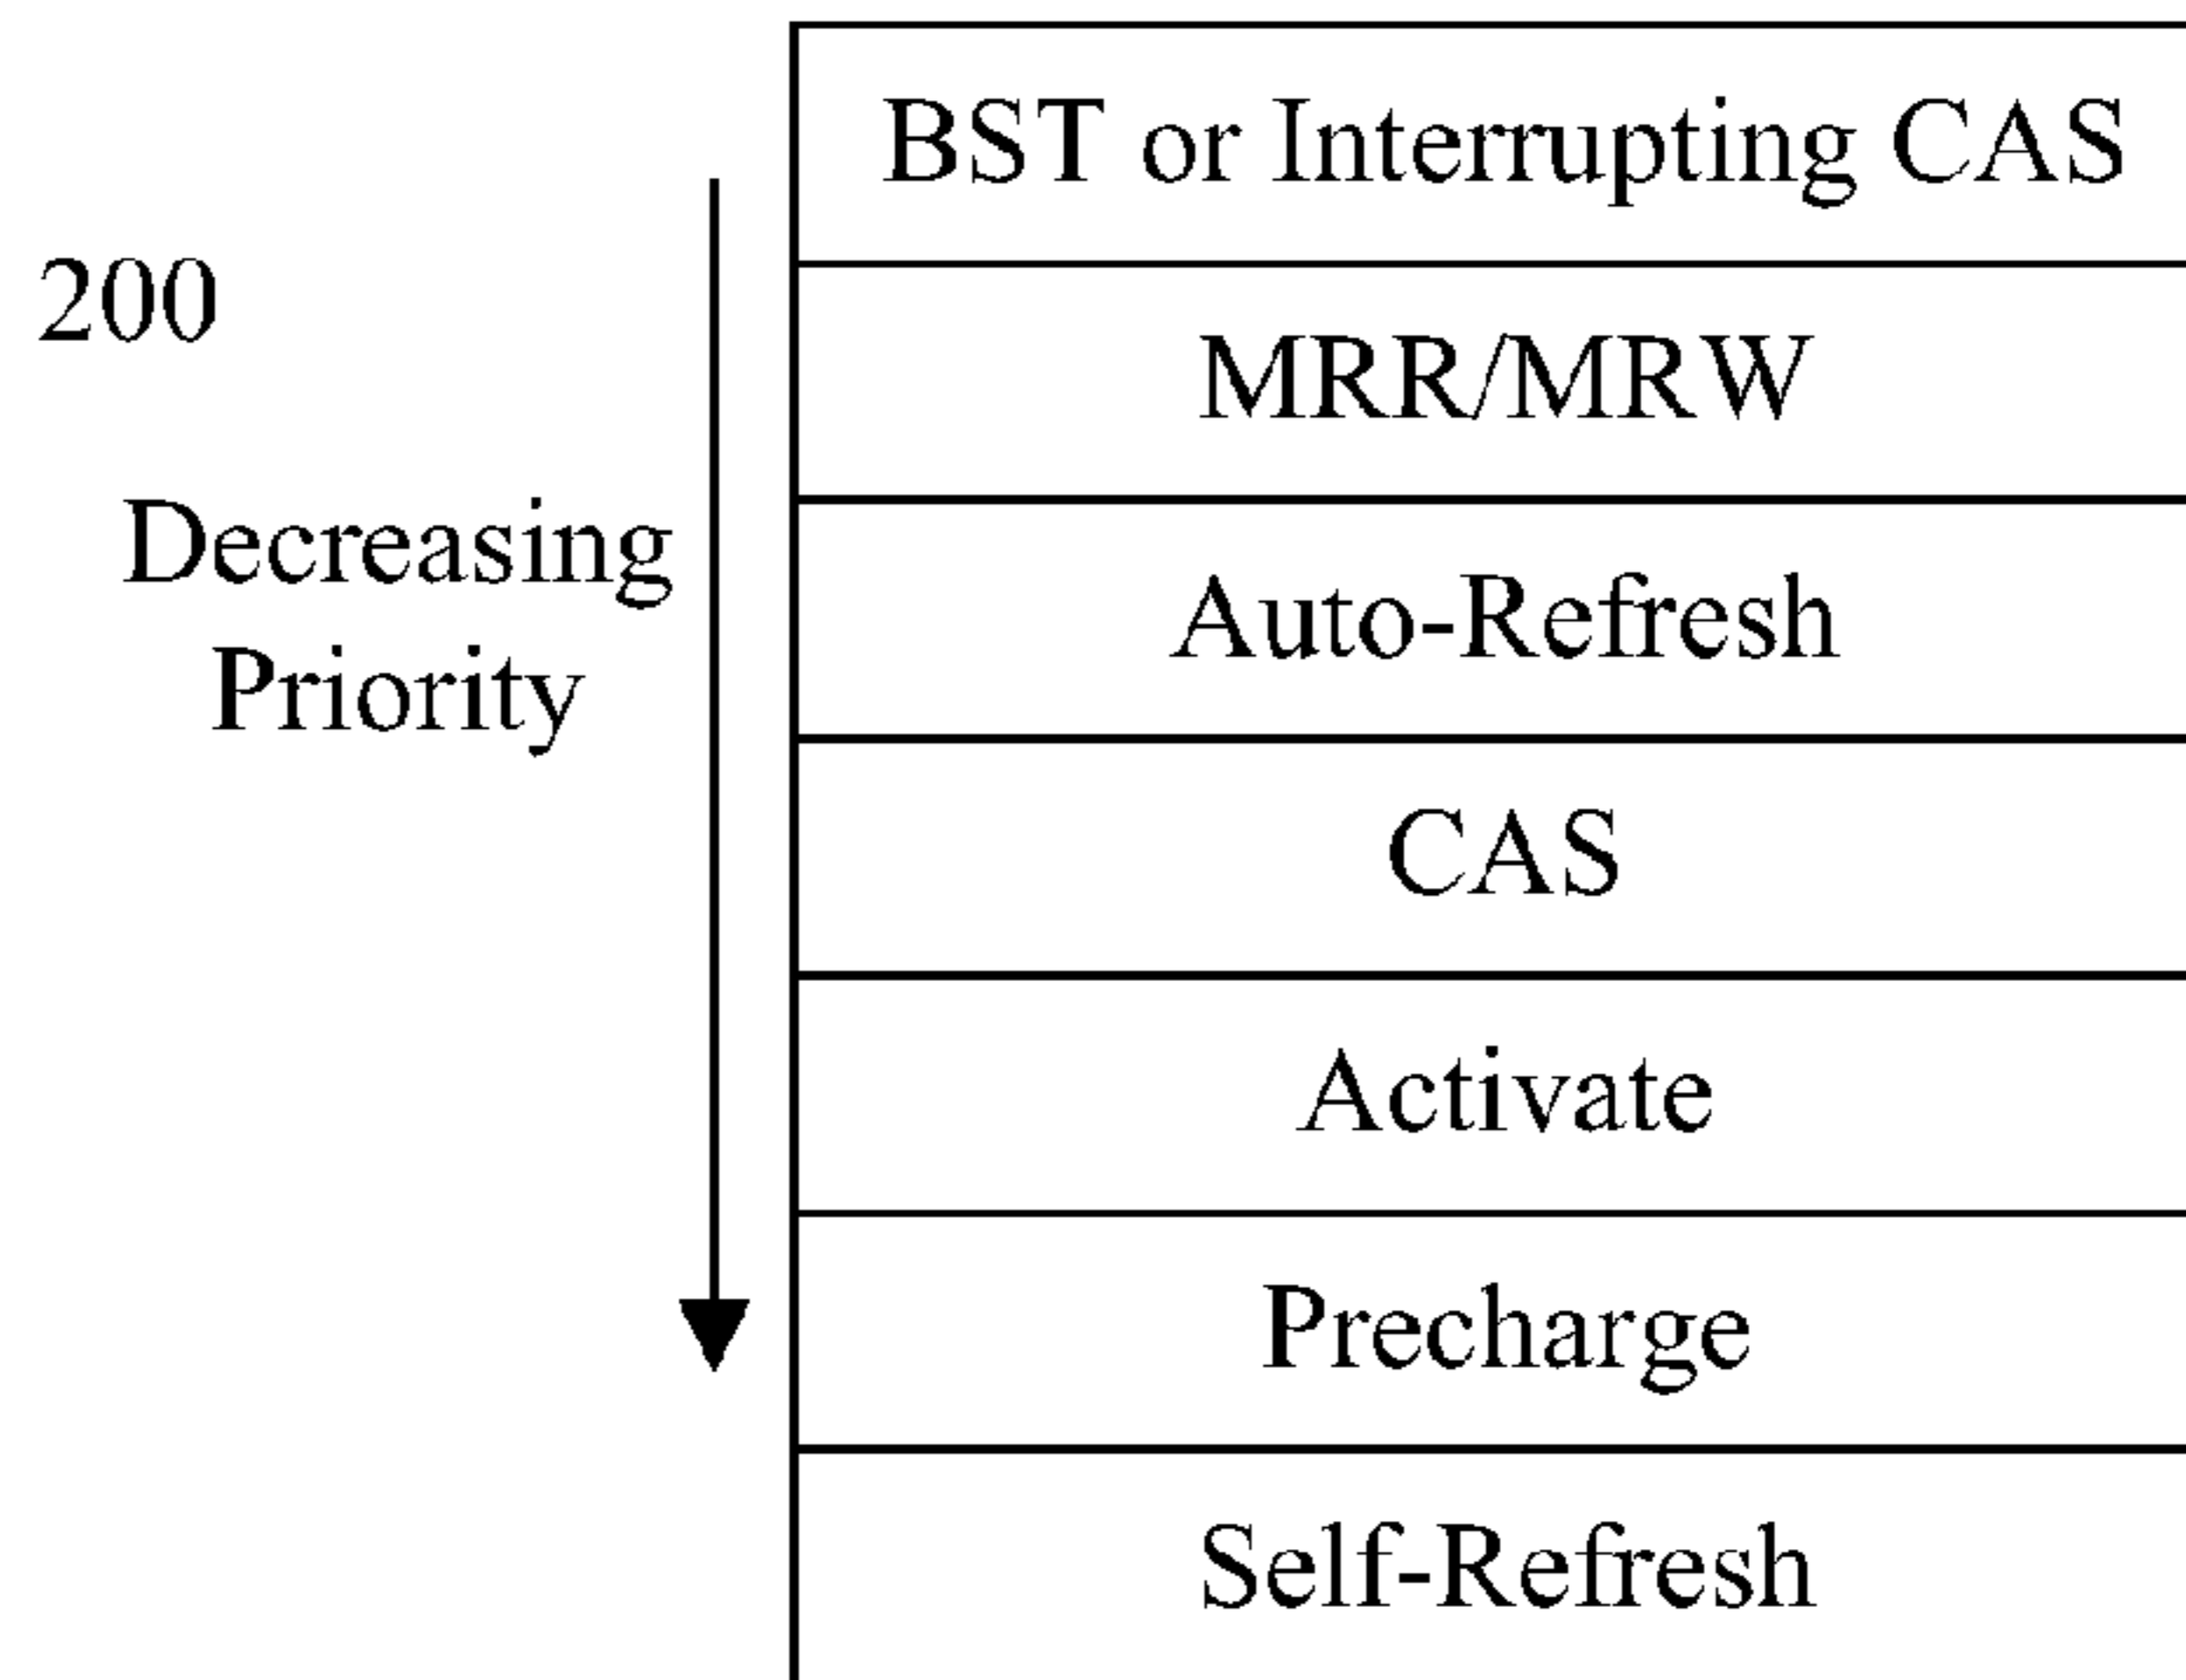 BST or Interrupting CAS
200
MRR/MRW
Decreasing
Priority
Auto-Refresh
CAS
Activate
Precharge
Self-Refresh